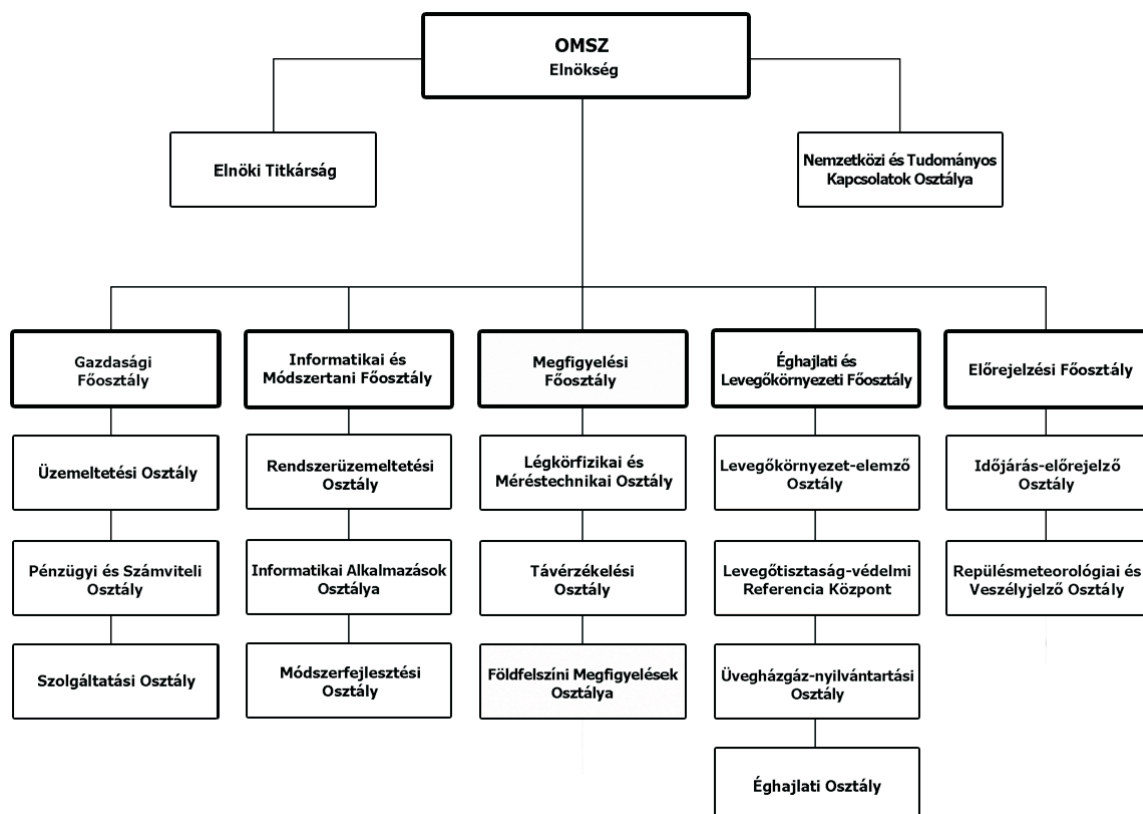 OMSZ
Elnökség
Elnöki Titkárság
Nemzetközi és Tudományos
Kapcsolatok Osztálya
Gazdasági
Főosztály
Informatikai és
Módszertani Főosztály
Megfigyelési
Főosztály
Éghajlati és
Levegőkörnyezeti Főosztály
Előrejelzési Főosztály
Üzemeltetési Osztály
Rendszerüzemeltetési
Osztály
Légkörfizikai és
Méréstechnikai Osztály
Levegőkörnyezet-elemző
Osztály
Időjárás-előrejelző
Osztály
Pénzügyi és Számviteli
Osztály
Informatikai Alkalmazások
Osztálya
Távérzékelési
Osztály
Levegőtisztaság-védelmi
Referencia Központ
Repülésmeteorológiai és
Veszélyjelző Osztály
Szolgáltatási Osztály
Módszerfejlesztési
Osztály
Földfelszíni Megfigyelések
Osztálya
Üvegházgáz-nyilvántartási
Osztály
Éghajlati Osztály